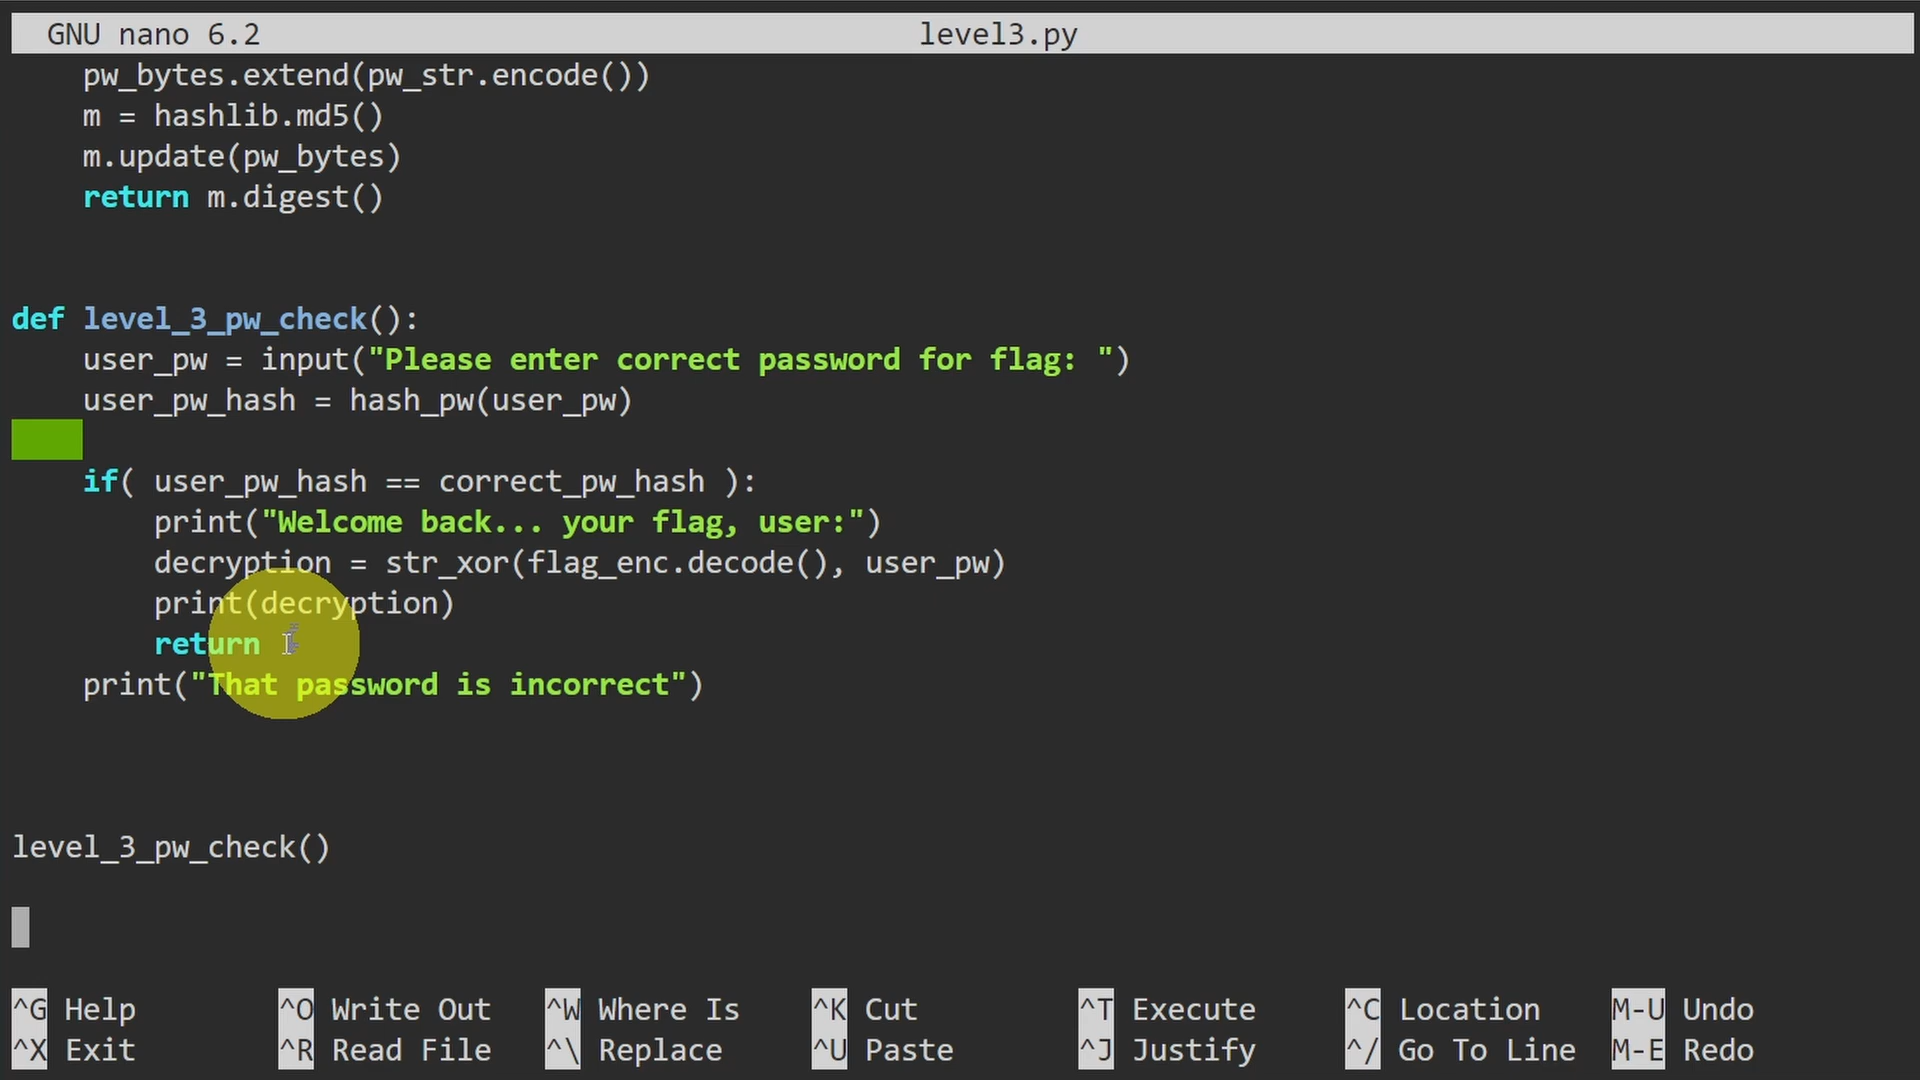 GNU nano 6.2 level3.py
pw_bytes.extend(pw_str.encode())
m = hashlib.md5()
m.update(pw_bytes)
return m.digest()
def level_3_pw_check():
user_pw = input("Please enter correct password for flag: ")
user_pw_hash = hash_pw(user_pw)
if( user_pw_hash == correct_pw_hash ):
print("Welcome back... your flag, user:")
decryption = str_xor(flag_enc.decode(), user_pw)
print(decryption)
return
print("That password is incorrect")
level_3_pw_check()
^G Help ^O Write Out ^W Where Is ^K Cut ^T Execute ^C Location M-U Undo
^X Exit ^R Read File ^\ Replace ^U Paste ^J Justify ^/ Go To Line M-E Redo